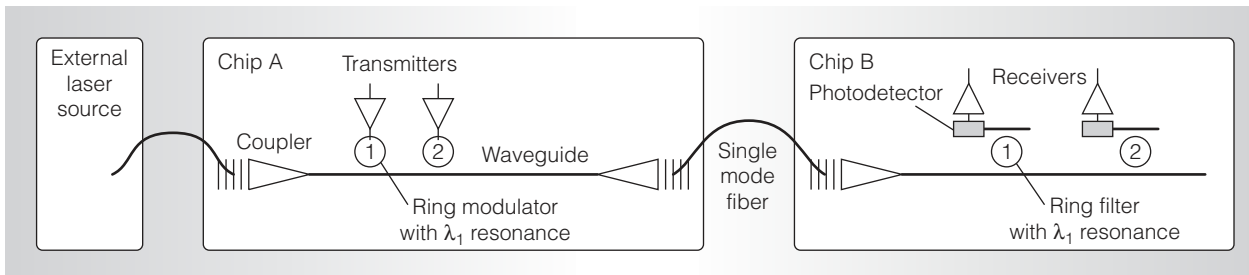 External
laser
source
Chip A
Transmitters
Coupler
1
2
Waveguide
Ring modulator
with λ₁ resonance
Single
mode
fiber
Chip B
Receivers
Photodetector
1
2
Ring filter
with λ₁ resonance